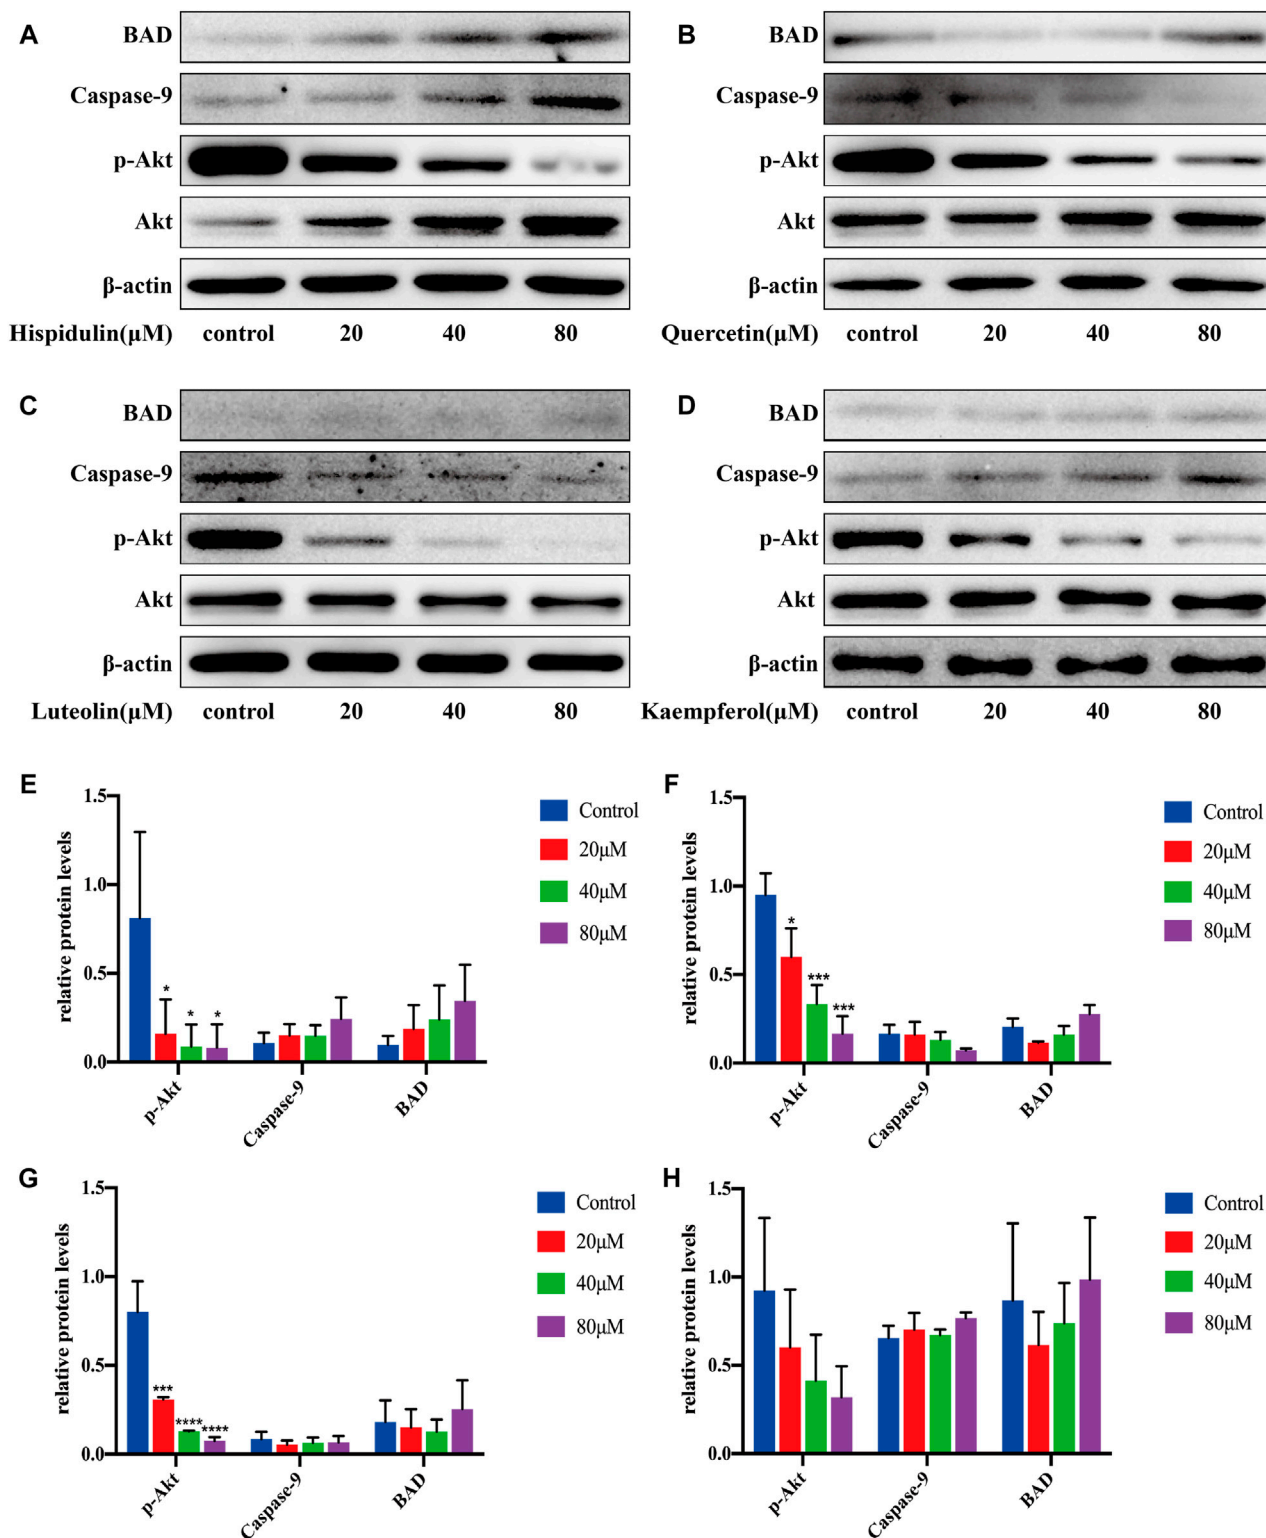 A
BAD
Caspase-9
p-Akt
Akt
β-actin
Hispidulin(μM) control 20 40 80
B
BAD
Caspase-9
p-Akt
Akt
β-actin
Quercetin(μM) control 20 40 80
C
BAD
Caspase-9
p-Akt
Akt
β-actin
Luteolin(μM) control 20 40 80
D
BAD
Caspase-9
p-Akt
Akt
β-actin
Kaempferol(μM) control 20 40 80
E
relative protein levels
1.5
1.0
0.5
0.0
* * *
p-Akt
Caspase-9
BAD
Control
20μM
40μM
80μM
F
relative protein levels
1.5
1.0
0.5
0.0
* *** ***
p-Akt
Caspase-9
BAD
Control
20μM
40μM
80μM
G
relative protein levels
1.5
1.0
0.5
0.0
*** **** ****
p-Akt
Caspase-9
BAD
Control
20μM
40μM
80μM
H
relative protein levels
1.5
1.0
0.5
0.0
p-Akt
Caspase-9
BAD
Control
20μM
40μM
80μM